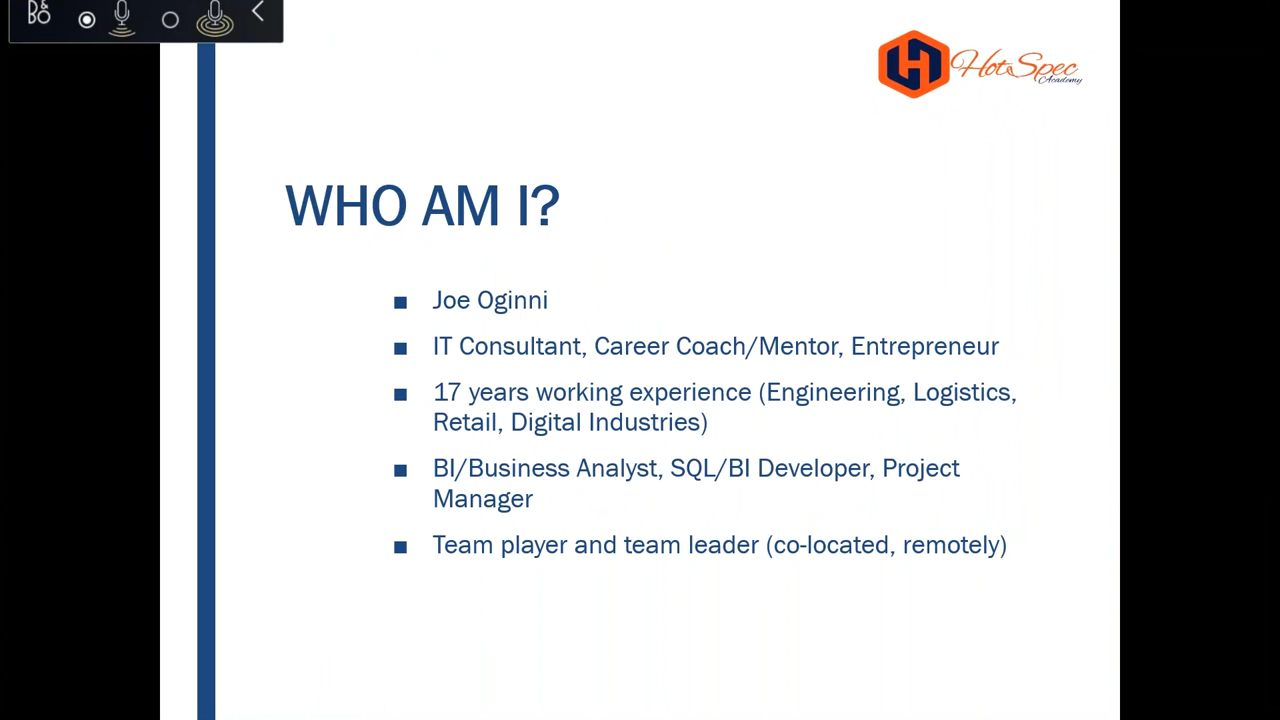 B&O
HotSpec
Academy
WHO AM I?
■ Joe Oginni
■ IT Consultant, Career Coach/Mentor, Entrepreneur
■ 17 years working experience (Engineering, Logistics,
Retail, Digital Industries)
■ BI/Business Analyst, SQL/BI Developer, Project
Manager
■ Team player and team leader (co-located, remotely)